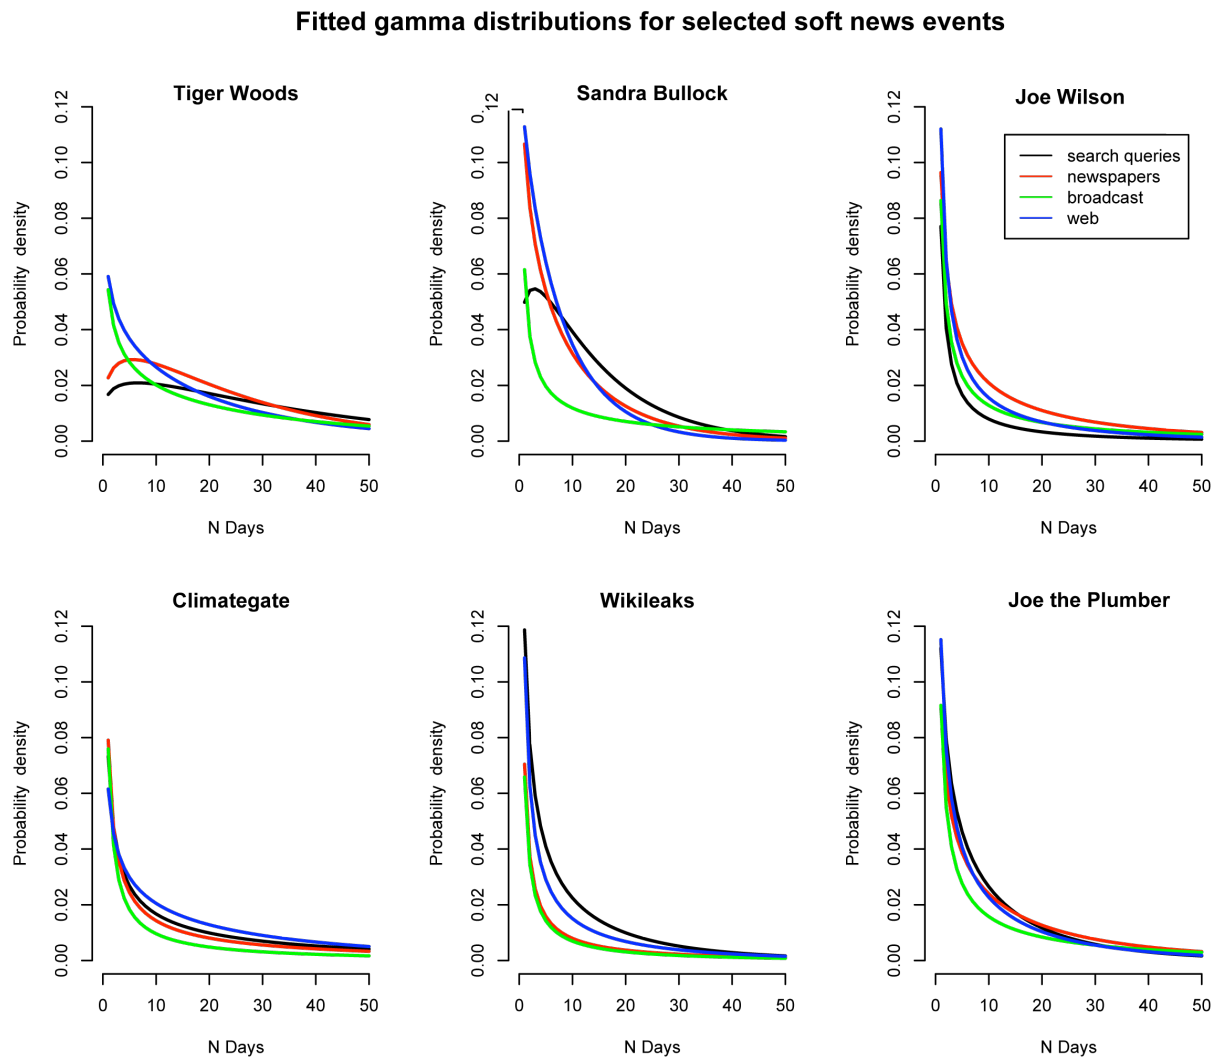 Fitted gamma distributions for selected soft news events
Tiger Woods
Probability density
0.00 0.02 0.04 0.06 0.08 0.10 0.12
0 10 20 30 40 50
N Days
Sandra Bullock
Probability density
0.00 0.02 0.04 0.06 0.08 0.10 0.12
0 10 20 30 40 50
N Days
Joe Wilson
search queries
newspapers
broadcast
web
Probability density
0.00 0.02 0.04 0.06 0.08 0.10 0.12
0 10 20 30 40 50
N Days
Climategate
Probability density
0.00 0.02 0.04 0.06 0.08 0.10 0.12
0 10 20 30 40 50
N Days
Wikileaks
Probability density
0.00 0.02 0.04 0.06 0.08 0.10 0.12
0 10 20 30 40 50
N Days
Joe the Plumber
Probability density
0.00 0.02 0.04 0.06 0.08 0.10 0.12
0 10 20 30 40 50
N Days